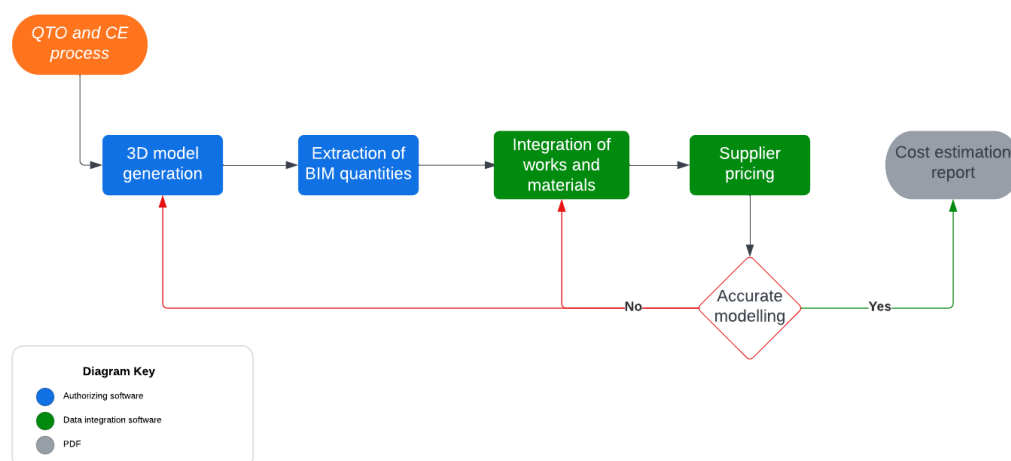 QTO and CE
process
3D model
generation
Extraction of
BIM quantities
Integration of
works and
materials
Supplier
pricing
Cost estimation
report
Accurate
modelling
No
Yes
Diagram Key
Authorizing software
Data integration software
PDF